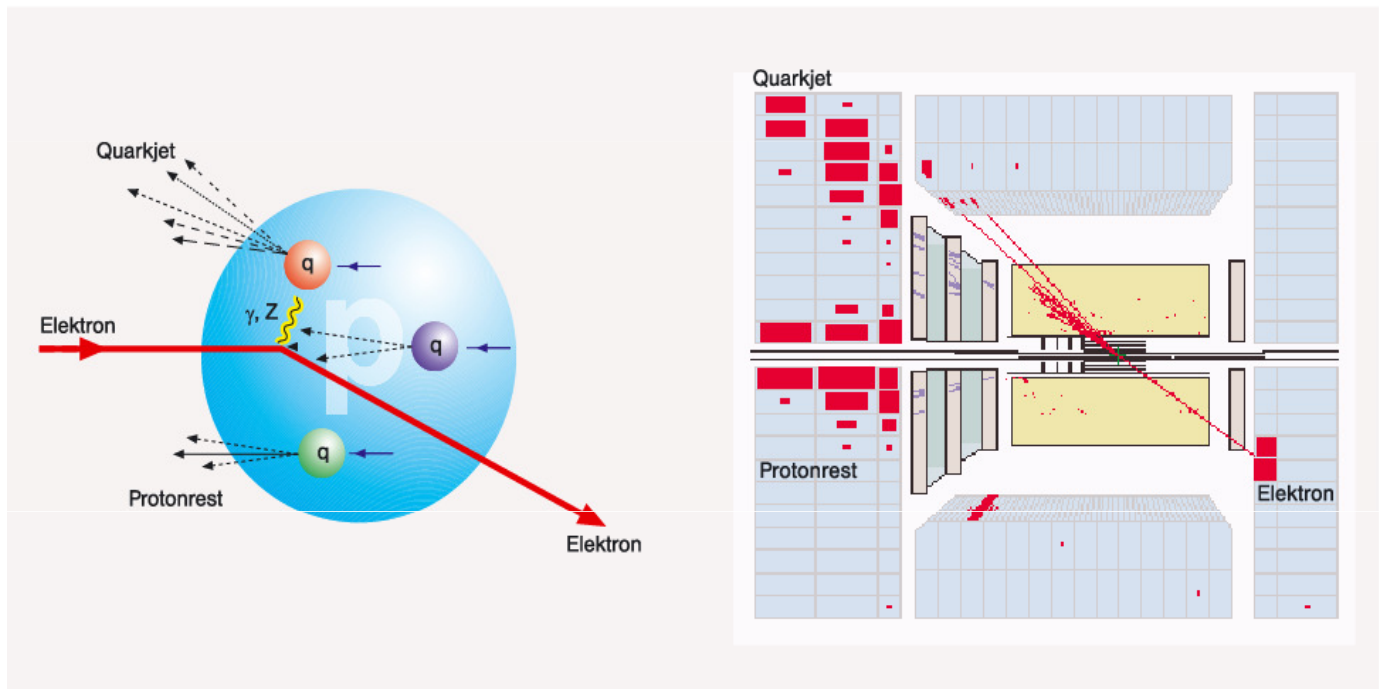 Quarkjet
q
γ, Z
p
Elektron
q
q
Protonrest
Elektron
Quarkjet
Protonrest
Elektron